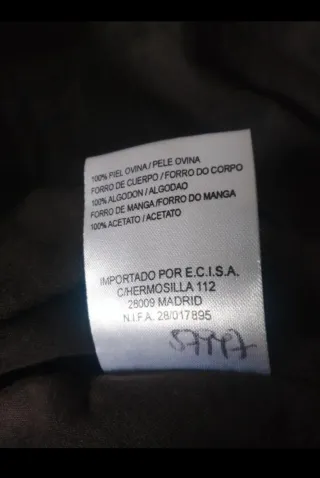 100% PIEL OVINA / PELE OVINA
FORRO DE CUERPO / FORRO DO CORPO
100% ALGODON / ALGODAO
FORRO DE MANGA /FORRO DO MANGA
100% ACETATO / ACETATO
IMPORTADO POR E.C.I.S.A.
C/HERMOSILLA 112
28009 MADRID
N.I.F.A. 28/017895